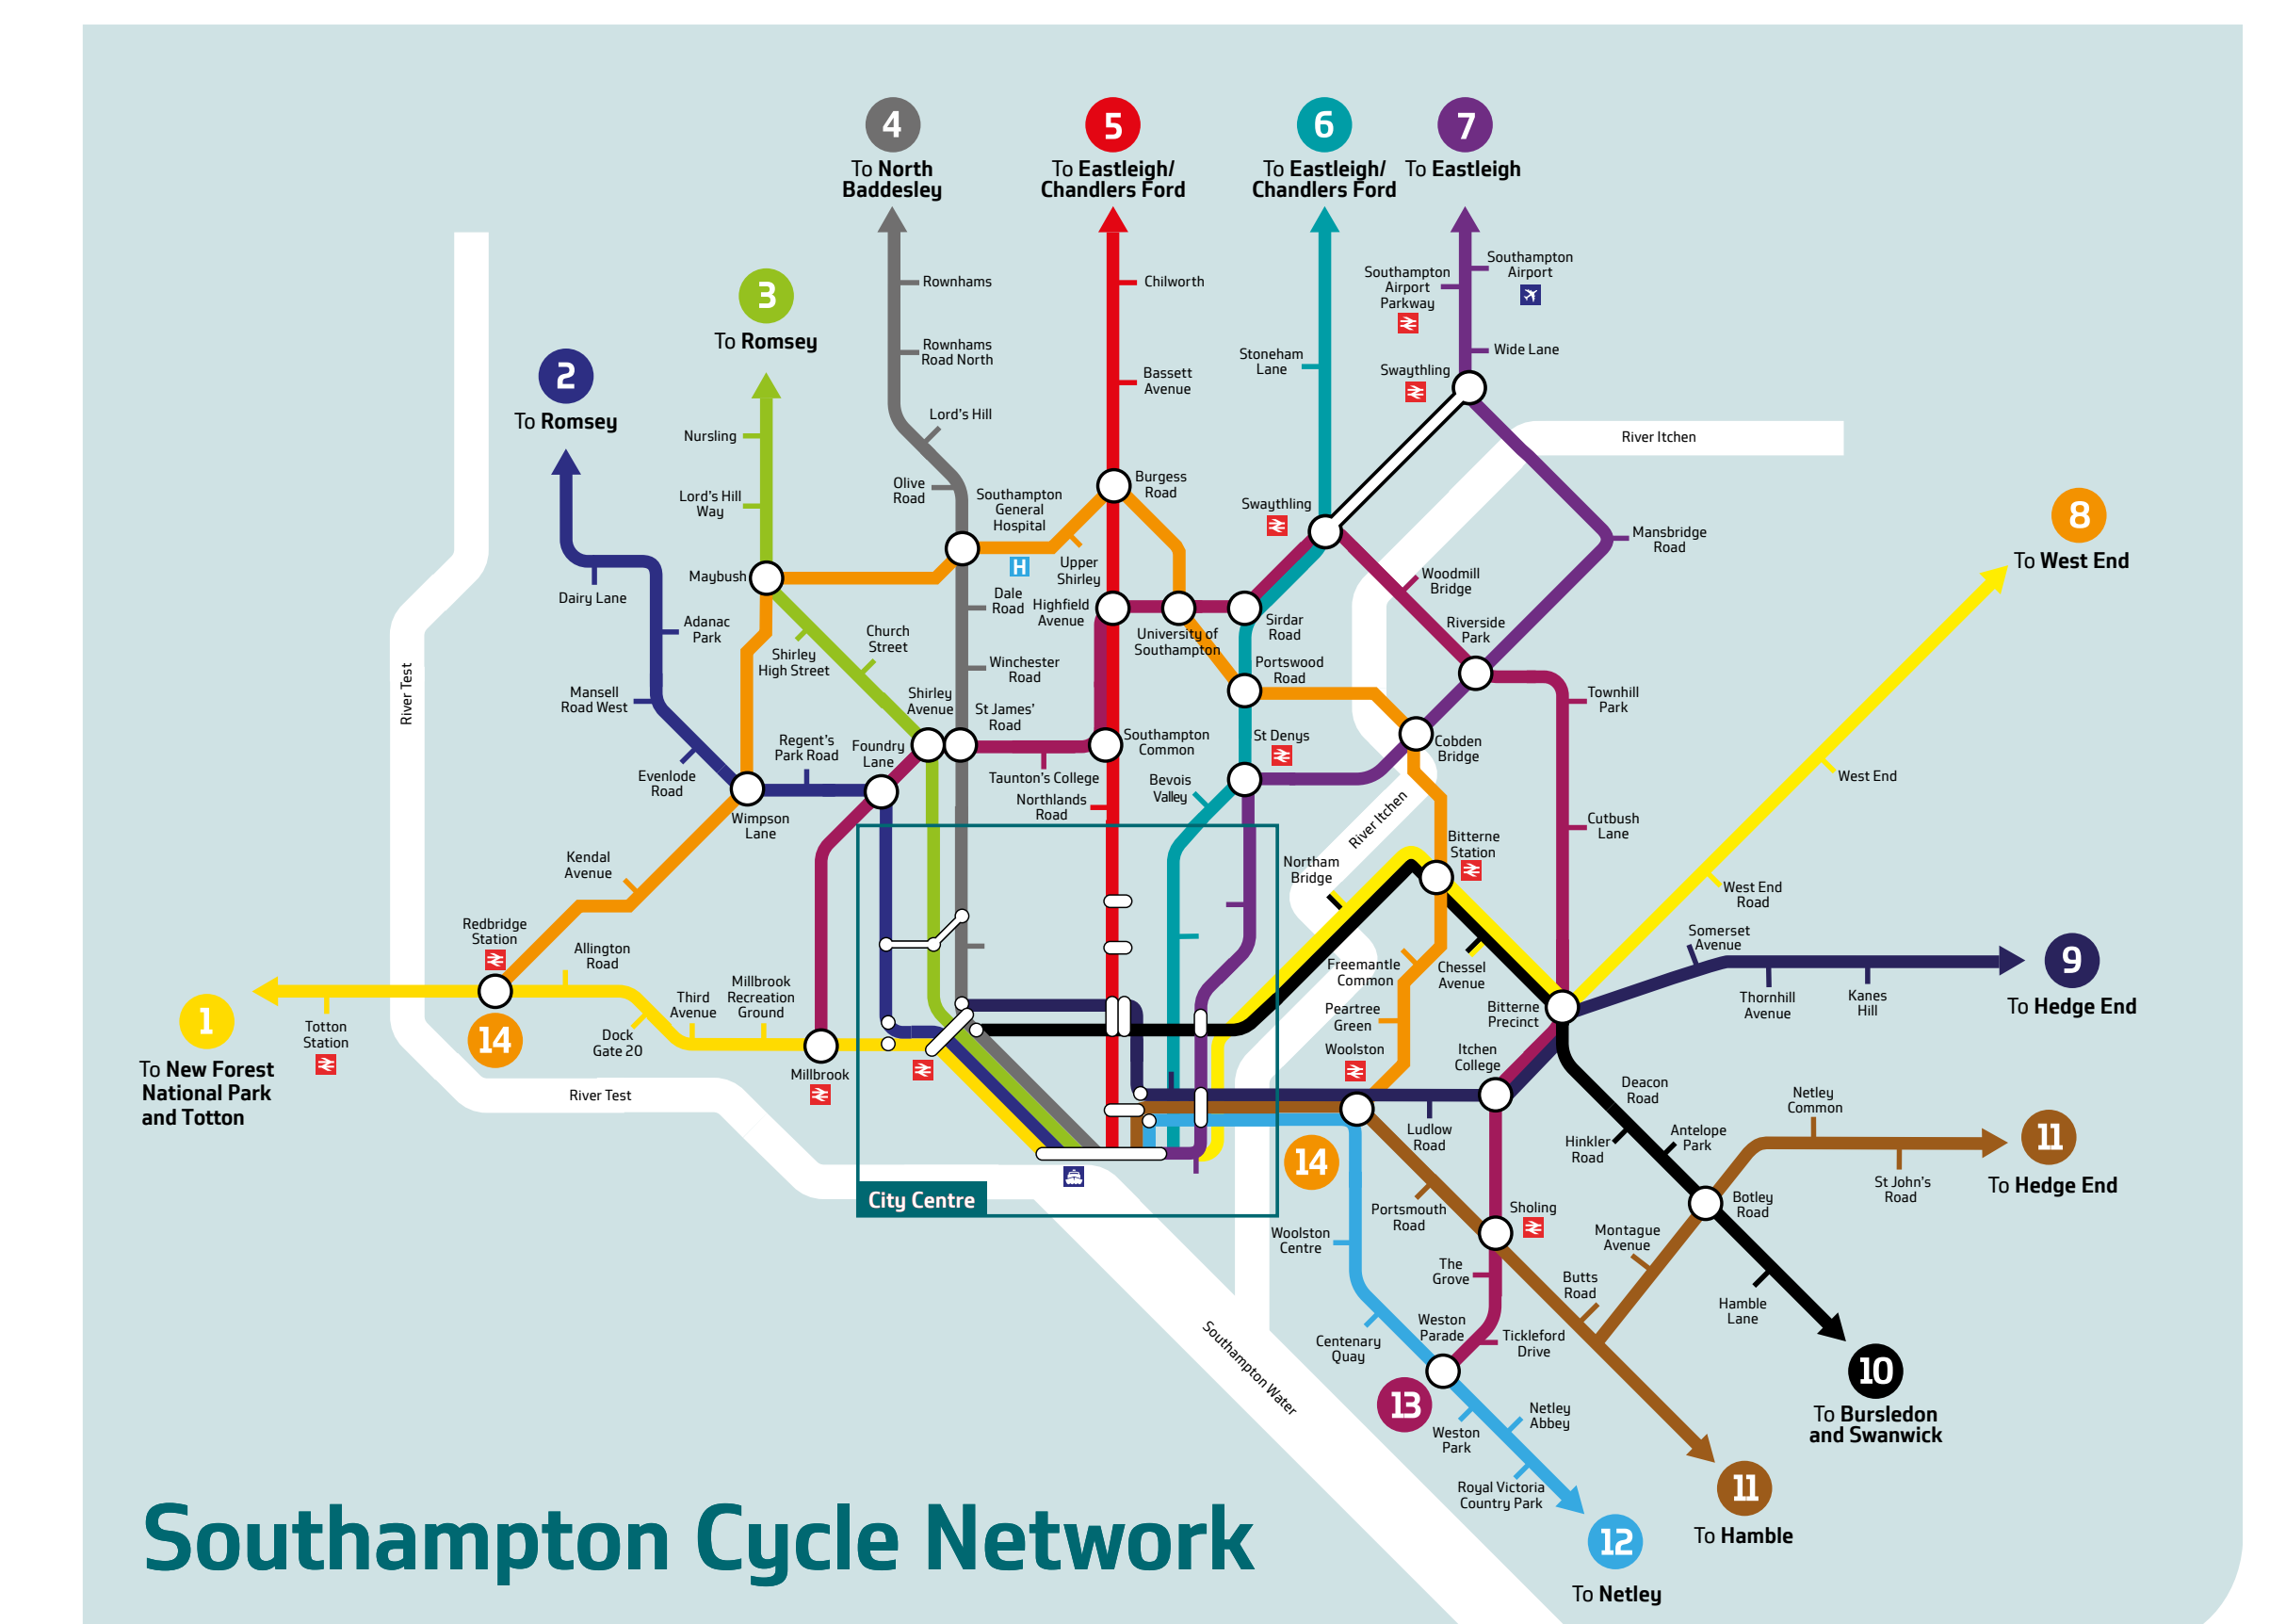 4
5
6
7
To North
Baddesley
To Eastleigh/
Chandlers Ford
To Eastleigh/
Chandlers Ford
To Eastleigh
3
To Romsey
2
To Romsey
Rownhams
Rownhams
Road North
Lord's Hill
Olive
Road
Chilworth
Bassett
Avenue
Burgess
Road
Stoneham
Lane
Southampton
Airport
Parkway
Southampton
Airport
Wide Lane
Swaythling
Swaythling
River Itchen
Mansbridge
Road
8
To West End
Nursling
Lord's Hill
Way
Maybush
Southampton
General
Hospital
H
Upper
Shirley
Dairy Lane
Adanac
Park
Mansell
Road West
Evenlode
Road
Regent's
Park Road
Wimpson
Lane
Shirley
High Street
Church
Street
Shirley
Avenue
Foundry
Lane
Dale
Road
Winchester
Road
St James'
Road
Highfield
Avenue
University of
Southampton
Sirdar
Road
Portswood
Road
Woodmill
Bridge
Riverside
Park
Townhill
Park
Cutbush
Lane
Taunton's College
Southampton
Common
Northlands
Road
St Denys
Bevois
Valley
Cobden
Bridge
River Itchen
Bitterne
Station
Northam
Bridge
West End
West End
Road
River Test
Kendal
Avenue
Redbridge
Station
Allington
Road
14
1
To New Forest
National Park
and Totton
Totton
Station
Dock
Gate 20
Third
Avenue
Millbrook
Recreation
Ground
Millbrook
River Test
City Centre
Freemantle
Common
Chessel
Avenue
Peartree
Green
Bitterne
Precinct
Woolston
Itchen
College
Somerset
Avenue
Thornhill
Avenue
Kanes
Hill
9
To Hedge End
14
Ludlow
Road
Deacon
Road
Hinkler
Road
Antelope
Park
Netley
Common
St John's
Road
11
To Hedge End
Botley
Road
Portsmouth
Road
Sholing
Woolston
Centre
The
Grove
Montague
Avenue
Butts
Road
Hamble
Lane
Weston
Parade
Tickleford
Drive
Centenary
Quay
13
Southampton Water
10
To Bursledon
and Swanwick
Weston
Park
Netley
Abbey
Royal Victoria
Country Park
11
To Hamble
12
To Netley
Southampton Cycle Network